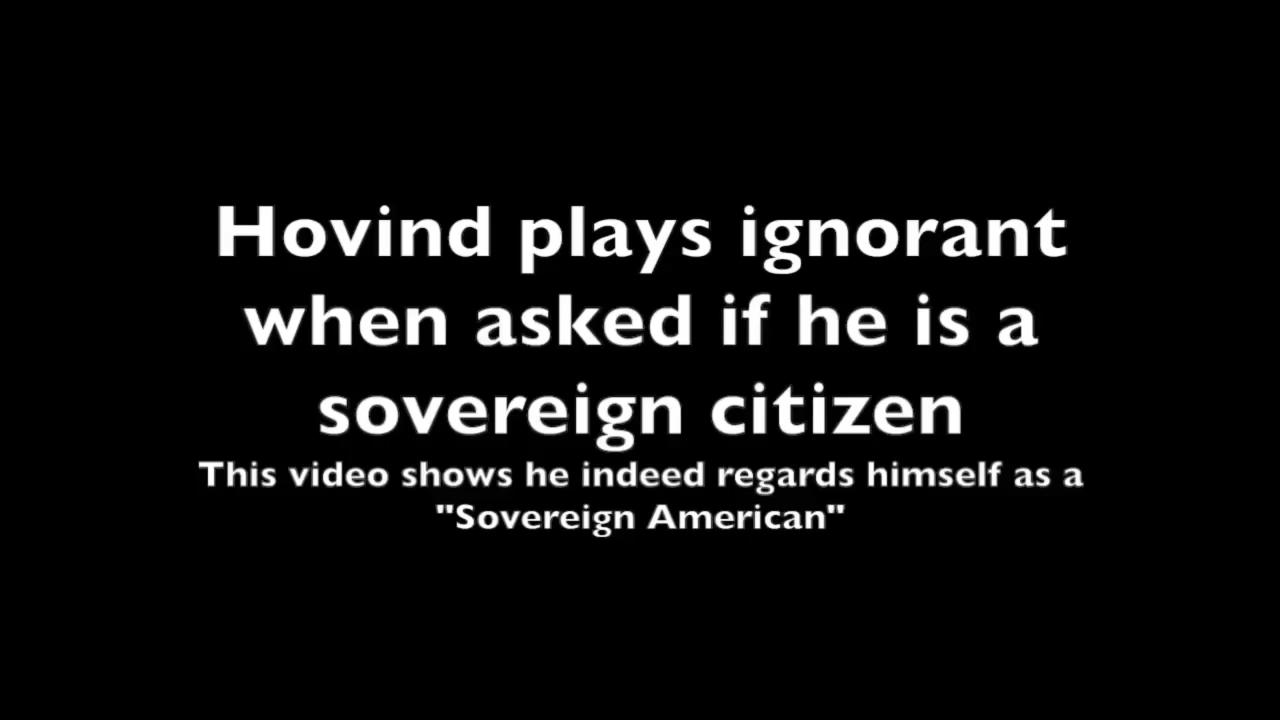 Hovind plays ignorant
when asked if he is a
sovereign citizen
This video shows he indeed regards himself as a
"Sovereign American"